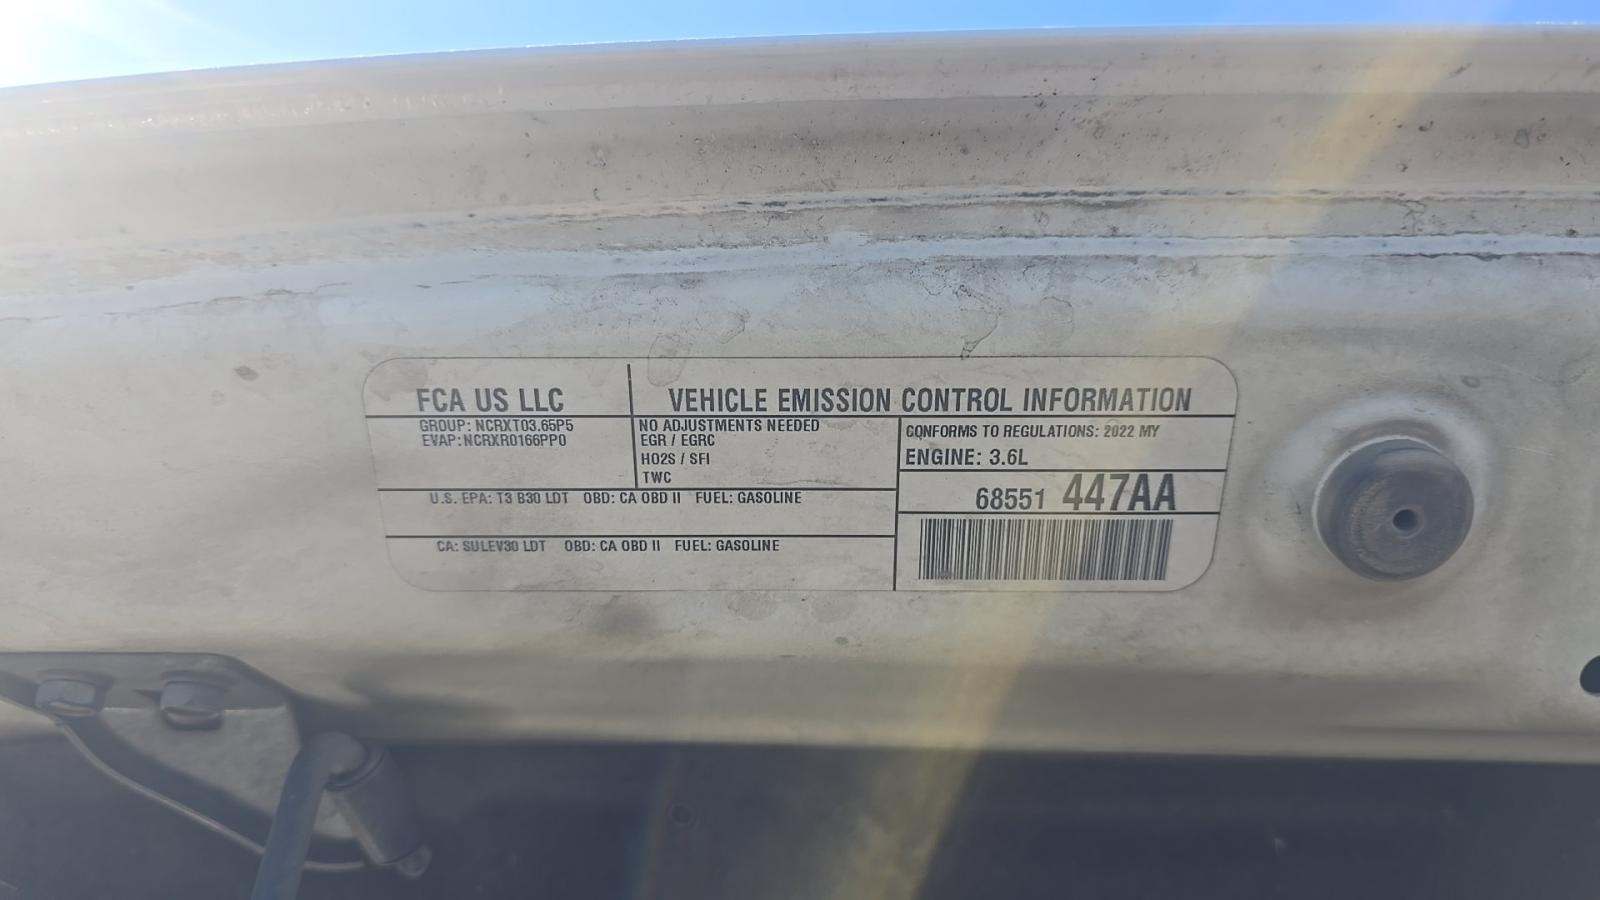 FCA US LLC
VEHICLE EMISSION CONTROL INFORMATION
GROUP: NCRXT03.65P5
EVAP: NCRXR0166PP0
NO ADJUSTMENTS NEEDED
EGR / EGRC
HO2S / SFI
TWC
CONFORMS TO REGULATIONS: 2022 MY
ENGINE: 3.6L
68551 447AA
U.S. EPA: T3 B30 LDT OBD: CA OBD II FUEL: GASOLINE
CA: SULEV30 LDT OBD: CA OBD II FUEL: GASOLINE